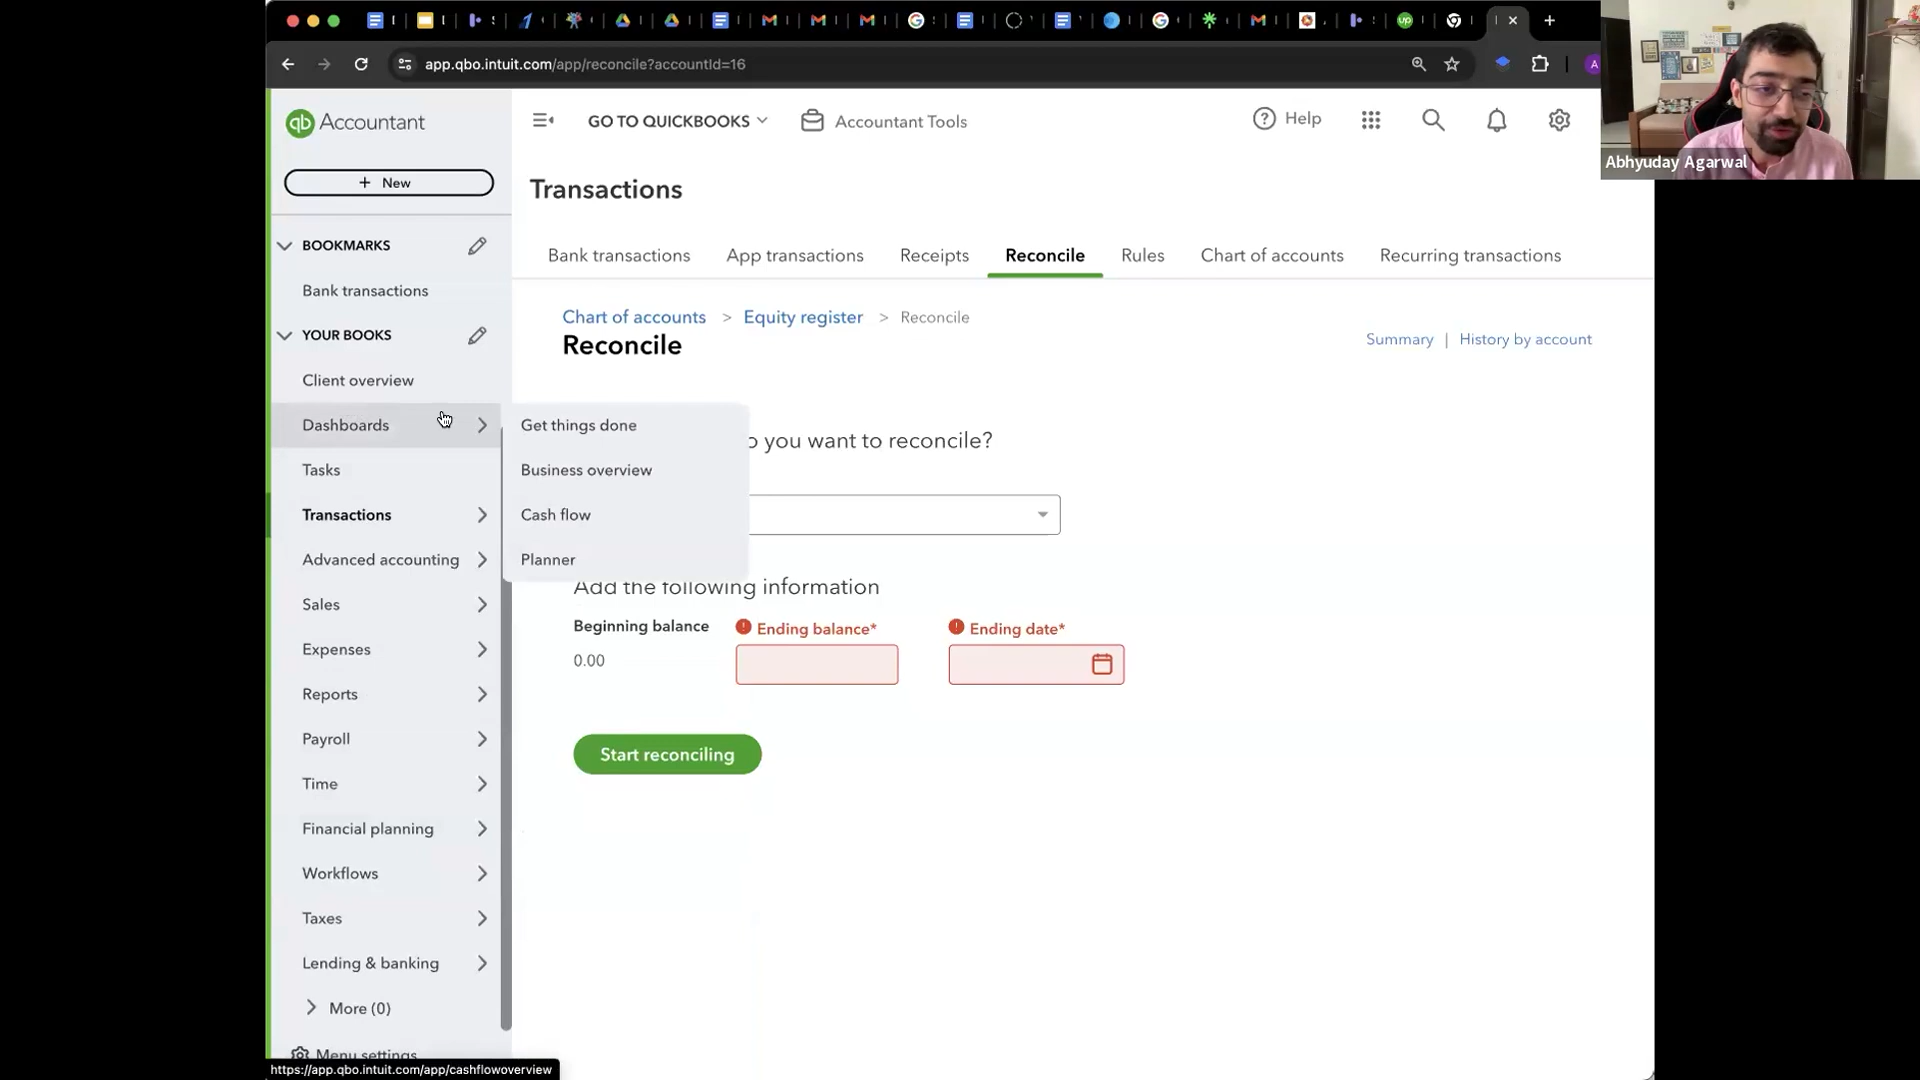 app.qbo.intuit.com/app/reconcile?accountId=16
A
Abhyuday Agarwal
qb Accountant
GO TO QUICKBOOKS
Accountant Tools
Help
+ New
Transactions
BOOKMARKS
Bank transactions
App transactions
Receipts
Reconcile
Rules
Chart of accounts
Recurring transactions
Bank transactions
YOUR BOOKS
Chart of accounts > Equity register > Reconcile
Reconcile
Summary | History by account
Client overview
Dashboards
Tasks
Transactions
Advanced accounting
Sales
Expenses
Reports
Payroll
Time
Financial planning
Workflows
Taxes
Lending & banking
More (0)
Menu settings
Get things done
Business overview
Cash flow
Planner
you want to reconcile?
Add the following information
Beginning balance
0.00
Ending balance*
Ending date*
Start reconciling
https://app.qbo.intuit.com/app/cashflowoverview